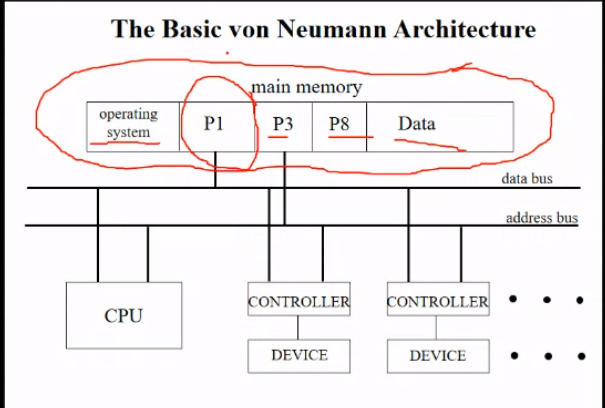 The Basic von Neumann Architecture
main memory
operating
system
P1
P3
P8
Data
data bus
address bus
CPU
CONTROLLER
CONTROLLER
DEVICE
DEVICE